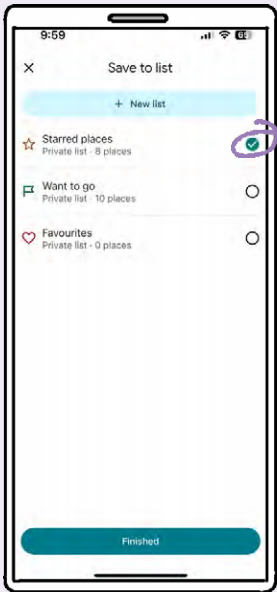 9:59
Save to list
+ New list
Starred places
Private list - 8 places
Want to go
Private list - 10 places
Favourites
Private list - 0 places
Finished